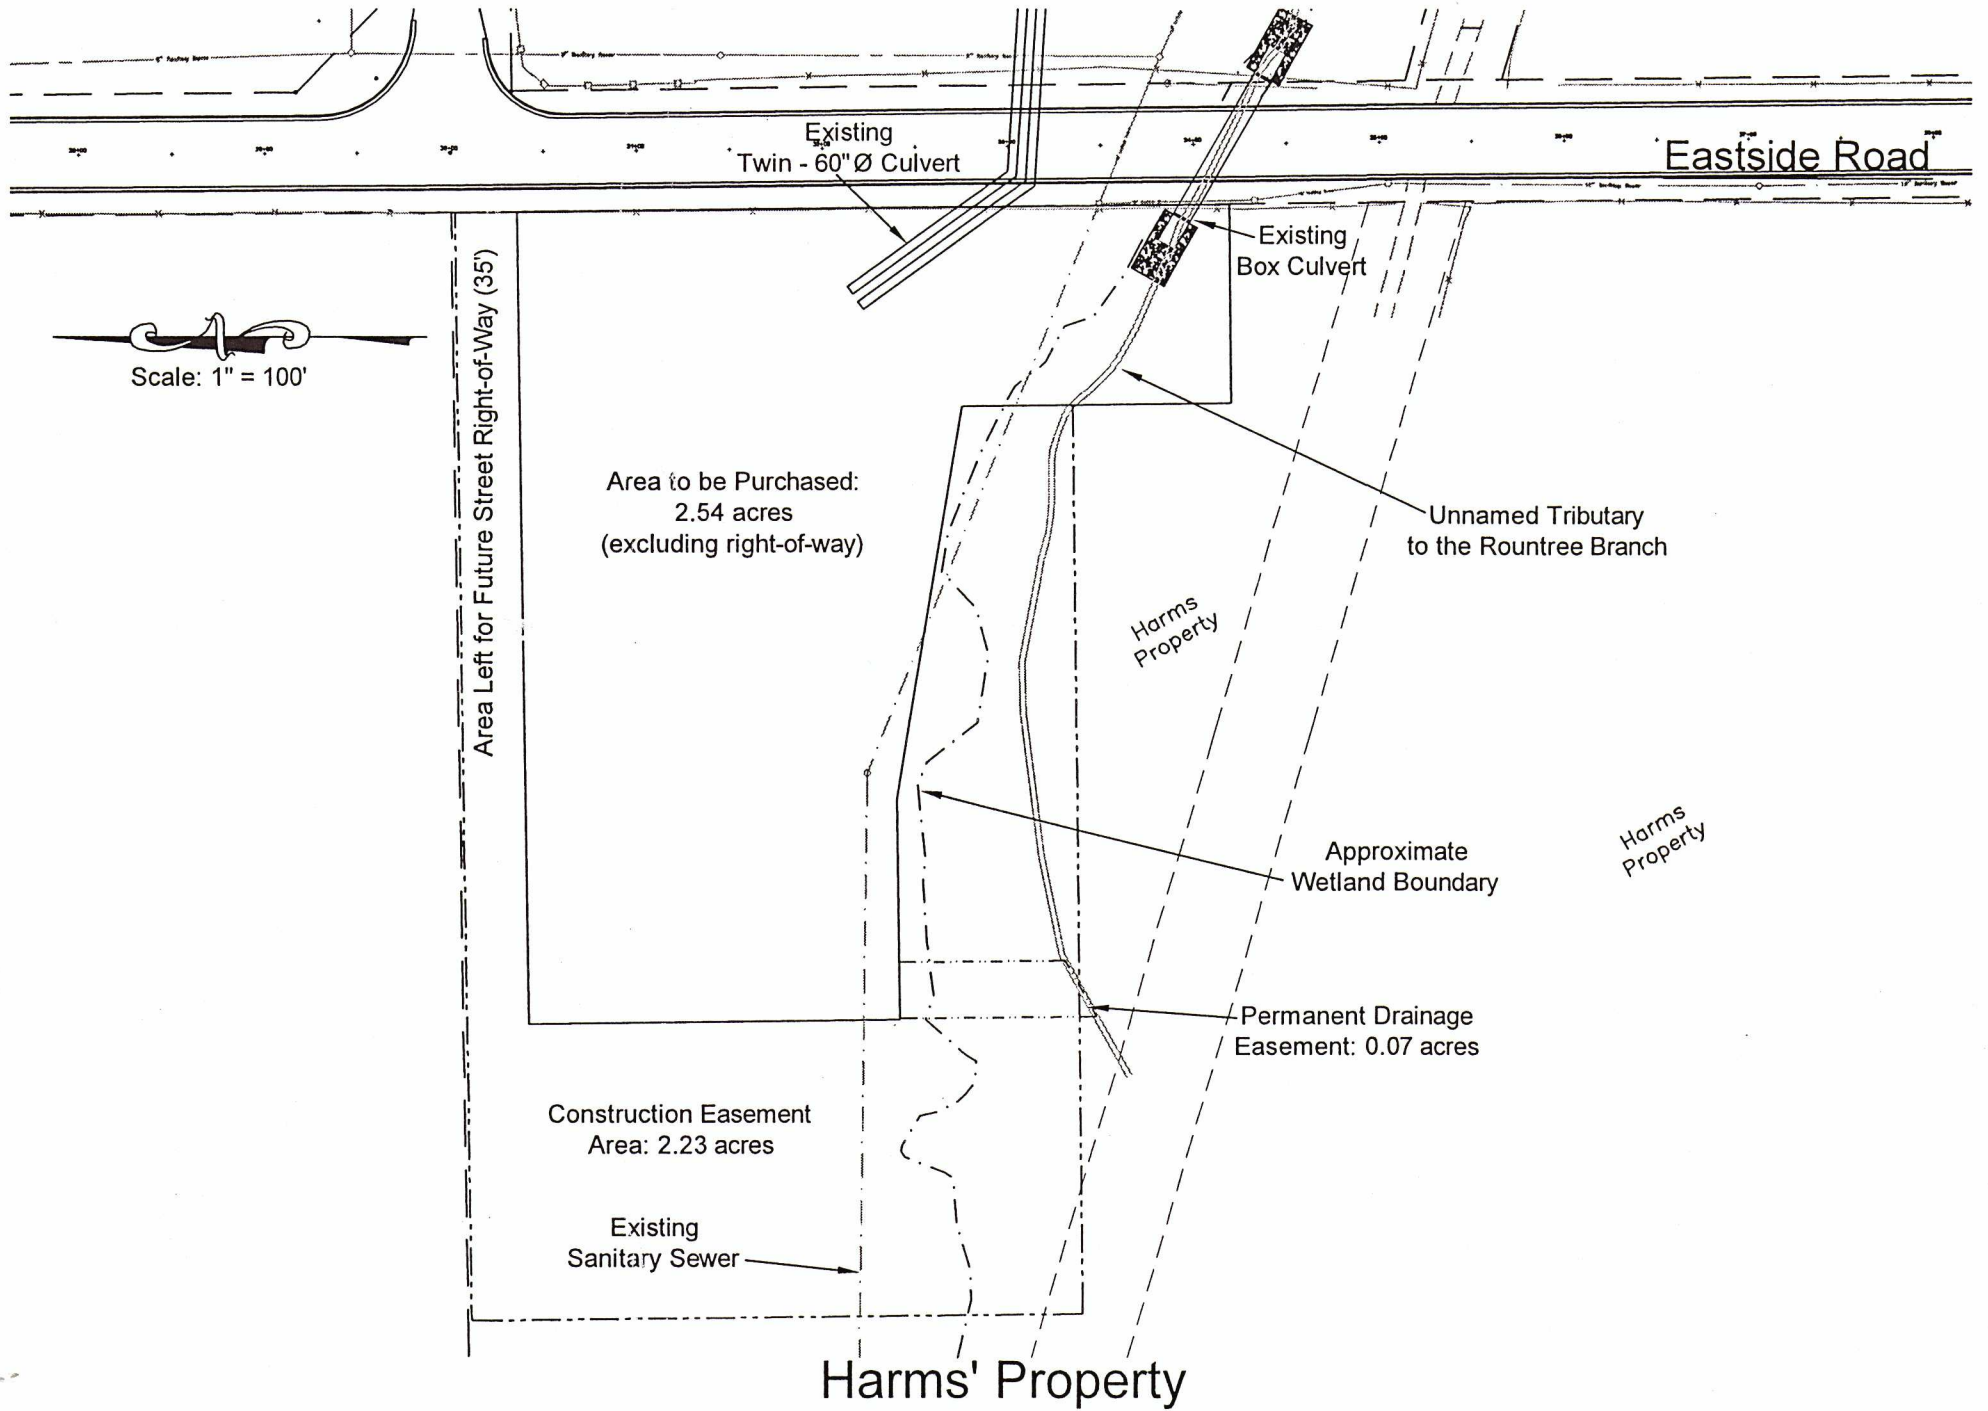 8" Sanitary Sewer
Existing
Twin - 60"Ø Culvert
Eastside Road
Existing
Box Culvert
Area Left for Future Street Right-of-Way (35')
Scale: 1" = 100'
Area to be Purchased:
2.54 acres
(excluding right-of-way)
Unnamed Tributary
to the Rountree Branch
Harms
Property
Harms
Property
Approximate
Wetland Boundary
Permanent Drainage
Easement: 0.07 acres
Construction Easement
Area: 2.23 acres
Existing
Sanitary Sewer
Harms' Property